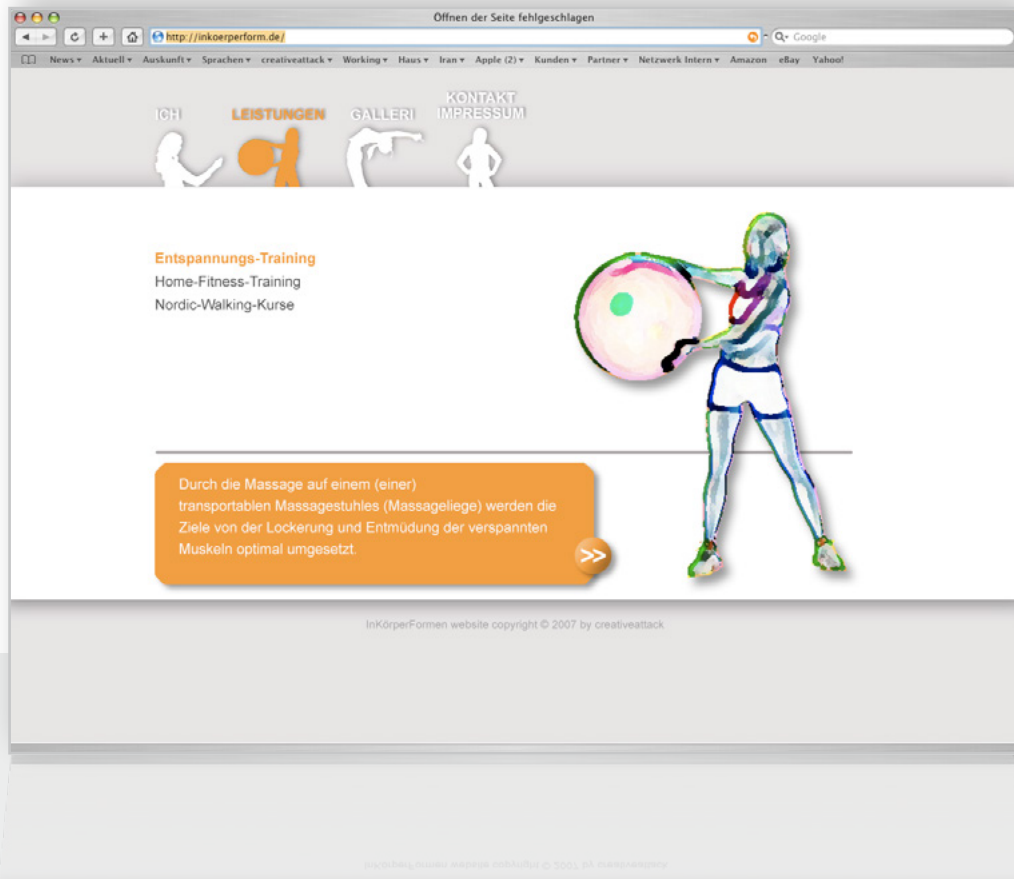 Öffnen der Seite fehlgeschlagen
http://inkoerperform.de/
Google
News Aktuell Auskunft Sprachen creativeattack Working Haus Iran Apple (2) Kunden Partner Netzwerk Intern Amazon eBay Yahoo!
ICH LEISTUNGEN GALLERI KONTAKT
IMPRESSUM
Entspannungs-Training
Home-Fitness-Training
Nordic-Walking-Kurse
Durch die Massage auf einem (einer)
transportablen Massagestuhles (Massageliege) werden die
Ziele von der Lockerung und Entmüdung der verspannten
Muskeln optimal umgesetzt.
>>
InKörperFormen website copyright © 2007 by creativeattack